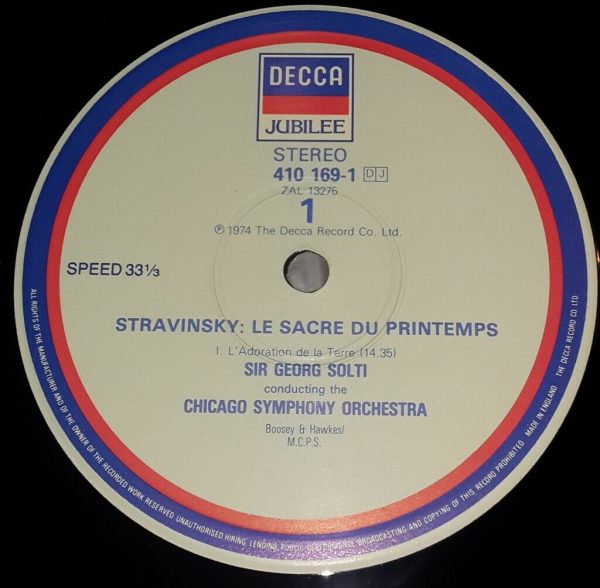 DECCA
JUBILEE
STEREO
410 169-1 DJ
ZAL 13275
1
℗ 1974 The Decca Record Co. Ltd.
SPEED 33⅓
STRAVINSKY: LE SACRE DU PRINTEMPS
I. L'Adoration de la Terre (14.35)
SIR GEORG SOLTI
conducting the
CHICAGO SYMPHONY ORCHESTRA
Boosey & Hawkes/
M.C.P.S.
ALL RIGHTS OF THE MANUFACTURER AND OF THE OWNER OF THE RECORDED WORK RESERVED UNAUTHORISED HIRING, LENDING, PUBLIC PERFORMANCE, BROADCASTING AND COPYING OF THIS RECORD PROHIBITED MADE IN ENGLAND THE DECCA RECORD CO LTD